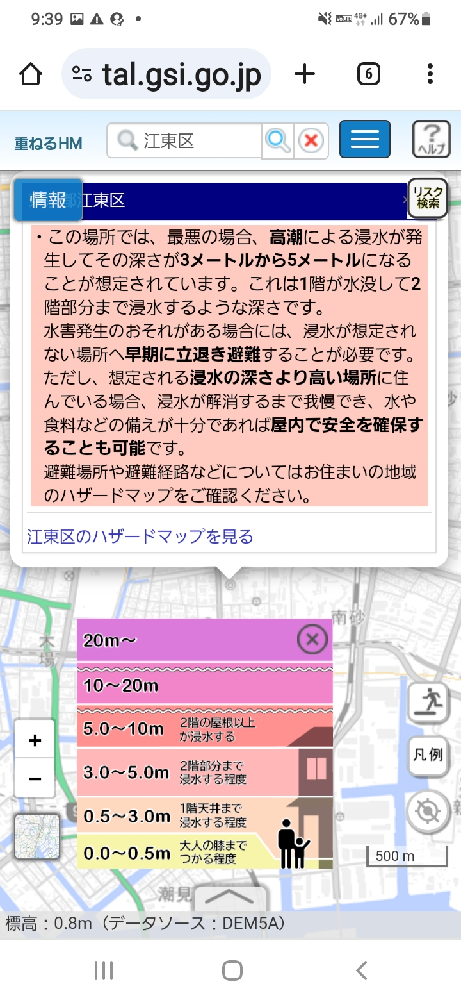 9:39
VoLTE 4G+ 67%
tal.gsi.go.jp
6
重ねるHM
江東区
ヘルプ
情報
都江東区
リスク
検索
・この場所では、最悪の場合、高潮による浸水が発
生してその深さが3メートルから5メートルになる
ことが想定されています。これは1階が水没して2
階部分まで浸水するような深さです。
水害発生のおそれがある場合には、浸水が想定され
ない場所へ早期に立退き避難することが必要です。
ただし、想定される浸水の深さより高い場所に住
んでいる場合、浸水が解消するまで我慢でき、水や
食料などの備えが十分であれば屋内で安全を確保す
ることも可能です。
避難場所や避難経路などについてはお住まいの地域
のハザードマップをご確認ください。
江東区のハザードマップを見る
南砂
木場
20m～
10～20m
5.0～10m 2階の屋根以上
が浸水する
3.0～5.0m 2階部分まで
浸水する程度
0.5～3.0m 1階天井まで
浸水する程度
0.0～0.5m 大人の膝まで
つかる程度
+
−
凡例
500 m
潮見
標高：0.8m（データソース：DEM5A）